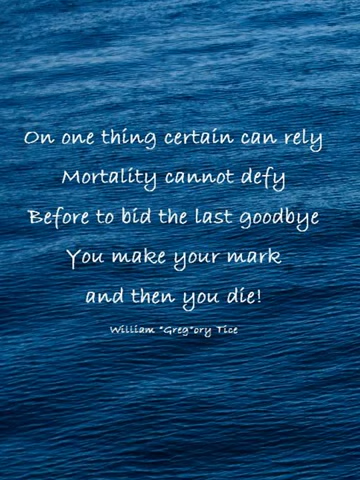 On one thing certain can rely
Mortality cannot defy
Before to bid the last goodbye
You make your mark
and then you die!
William "Greg"ory Tice